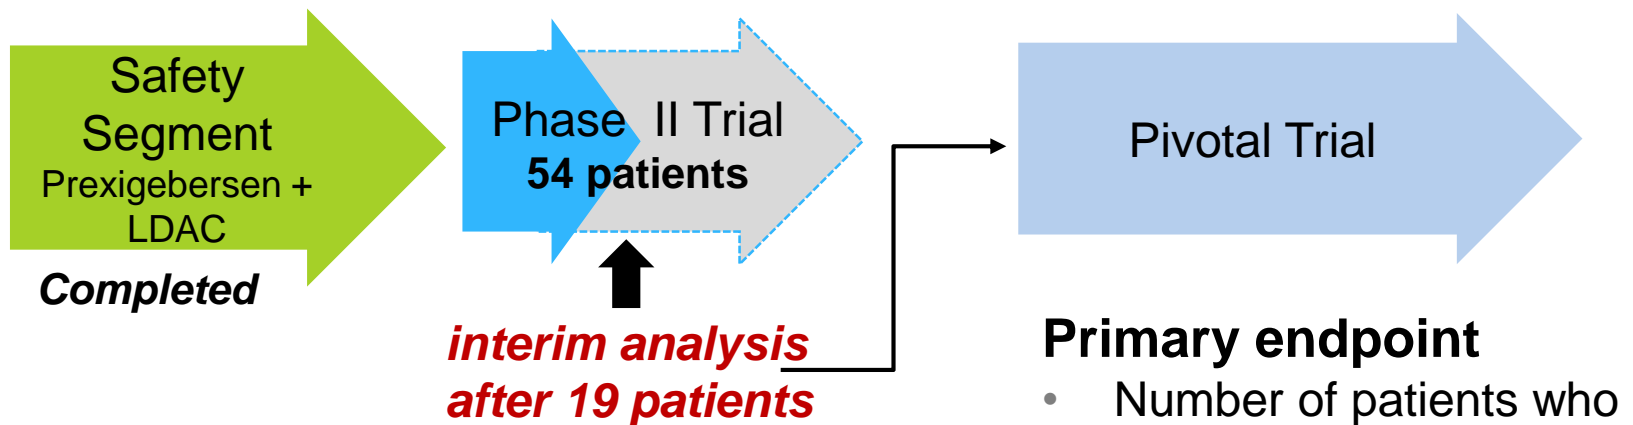 Safety
Segment
Prexigebersen +
LDAC
Completed
Phase II Trial
54 patients
interim analysis
after 19 patients
Pivotal Trial
Primary endpoint
• Number of patients who